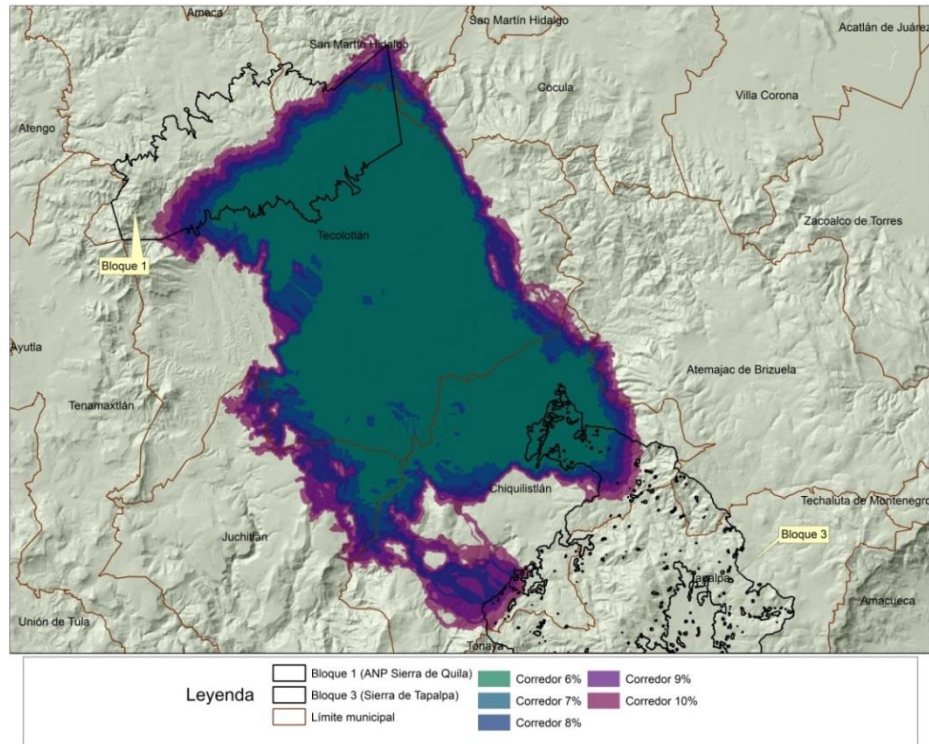 Ameca
San Martín Hidalgo
Acatlán de Juárez
San Martín Hidalgo
Cocula
Villa Corona
Atengo
Zacoalco de Torres
Tecolotlán
Bloque 1
Ayutla
Atemajac de Brizuela
Tenamaxtlán
Chiquilistlán
Techaluta de Montenegro
Juchitlán
Bloque 3
Tapalpa
Amacueca
Unión de Tula
Tonaya
Leyenda
Bloque 1 (ANP Sierra de Quila)
Bloque 3 (Sierra de Tapalpa)
Límite municipal
Corredor 6%
Corredor 7%
Corredor 8%
Corredor 9%
Corredor 10%